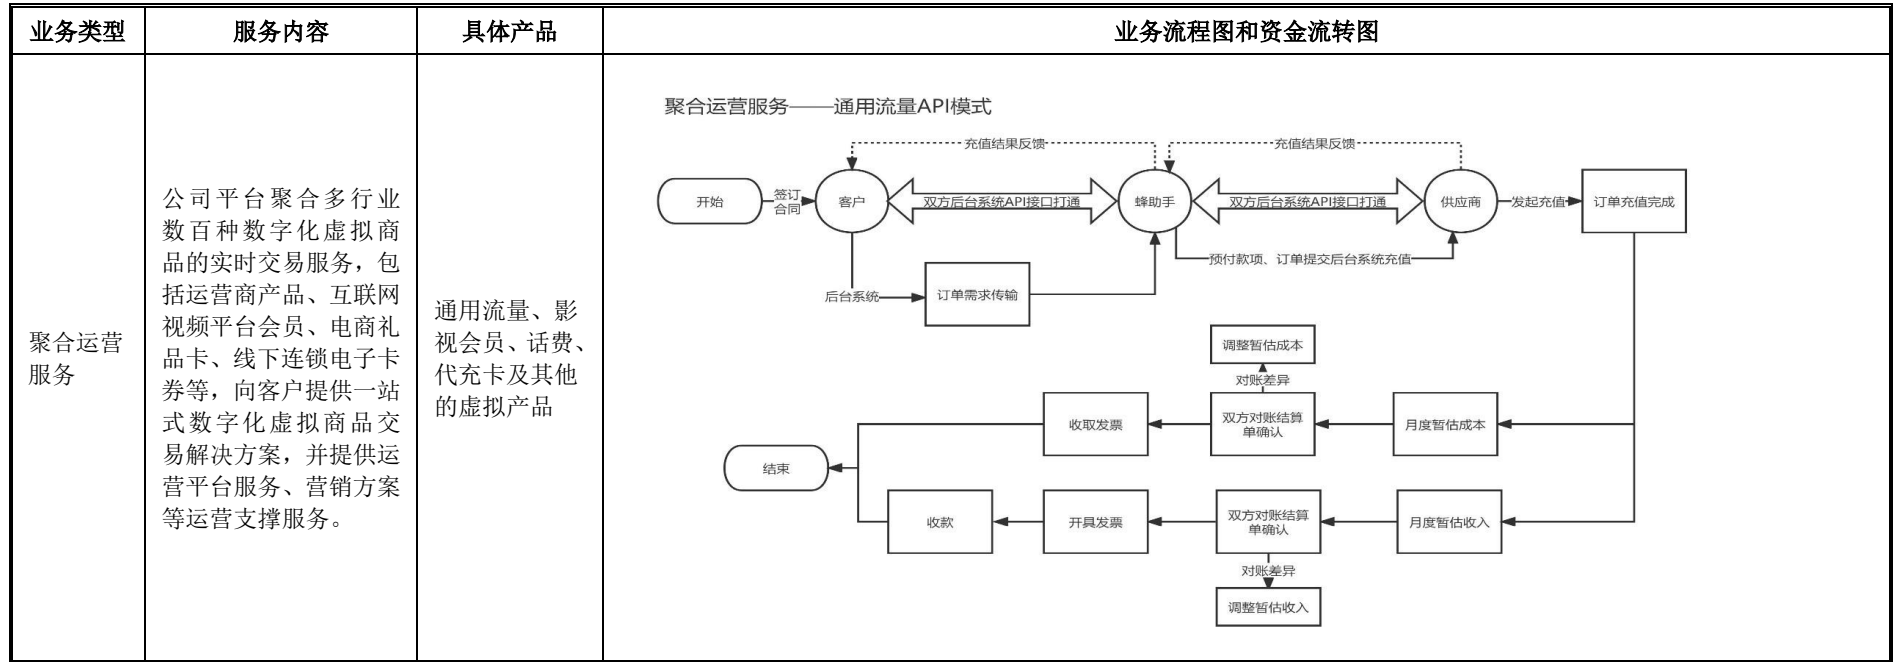 业务类型
服务内容
具体产品
业务流程图和资金流转图
聚合运营
服务
公司平台聚合多行业
数百种数字化虚拟商
品的实时交易服务，包
括运营商产品、互联网
视频平台会员、电商礼
品卡、线下连锁电子卡
券等，向客户提供一站
式数字化虚拟商品交
易解决方案，并提供运
营平台服务、营销方案
等运营支撑服务。
通用流量、影
视会员、话费、
代充卡及其他
的虚拟产品
聚合运营服务——通用流量API模式
充值结果反馈
充值结果反馈
开始
签订
合同
客户
双方后台系统API接口打通
蜂助手
双方后台系统API接口打通
供应商
发起充值
订单充值完成
预付款项、订单提交后台系统充值
后台系统
订单需求传输
调整暂估成本
对账差异
收取发票
双方对账结算
单确认
月度暂估成本
结束
收款
开具发票
双方对账结算
单确认
月度暂估收入
对账差异
调整暂估收入